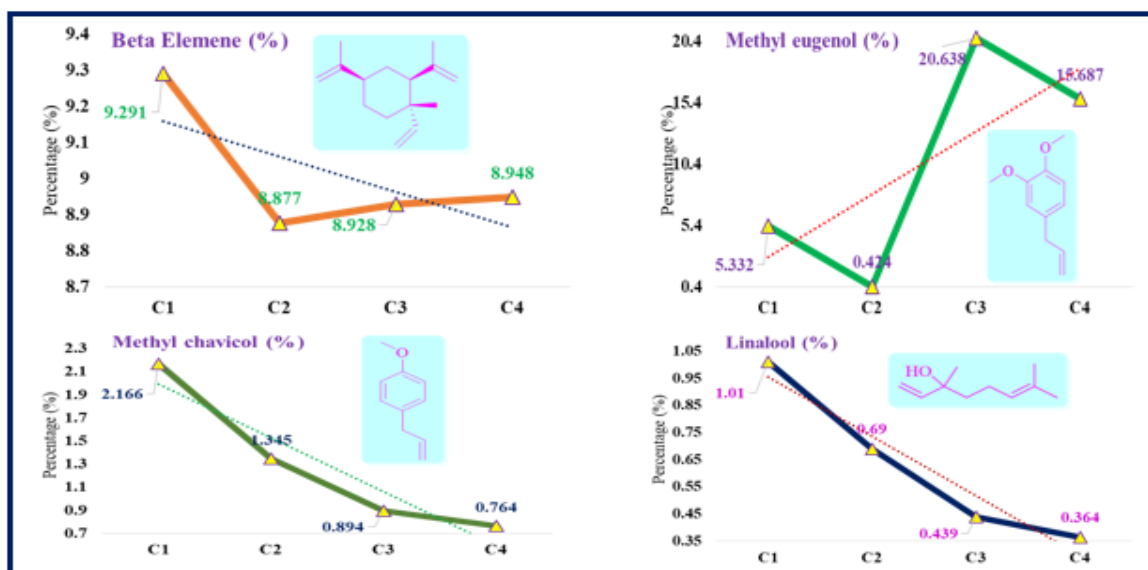 Beta Elemene (%)
Percentage (%)
9.4
9.3
9.2
9.1
9
8.9
8.8
8.7
9.291
8.877
8.928
8.948
C1 C2 C3 C4
Methyl eugenol (%)
Percentage (%)
20.4
15.4
10.4
5.4
0.4
5.332
0.424
20.638
15.687
O
O
C1 C2 C3 C4
Methyl chavicol (%)
Percentage (%)
2.3
2.1
1.9
1.7
1.5
1.3
1.1
0.9
0.7
2.166
1.345
0.894
0.764
O
C1 C2 C3 C4
Linalool (%)
Percentage (%)
1.05
0.95
0.85
0.75
0.65
0.55
0.45
0.35
1.01
0.69
0.439
0.364
HO
C1 C2 C3 C4